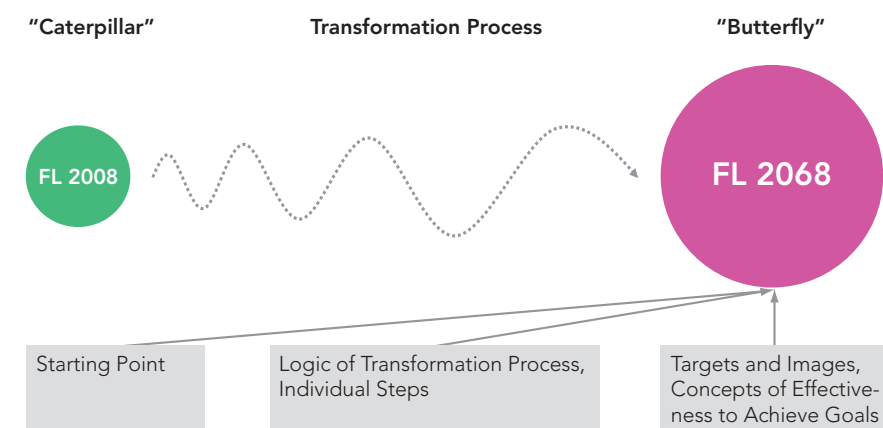 “Caterpillar”
Transformation Process
“Butterfly”
FL 2008
FL 2068
Starting Point
Logic of Transformation Process,
Individual Steps
Targets and Images,
Concepts of Effective-
ness to Achieve Goals